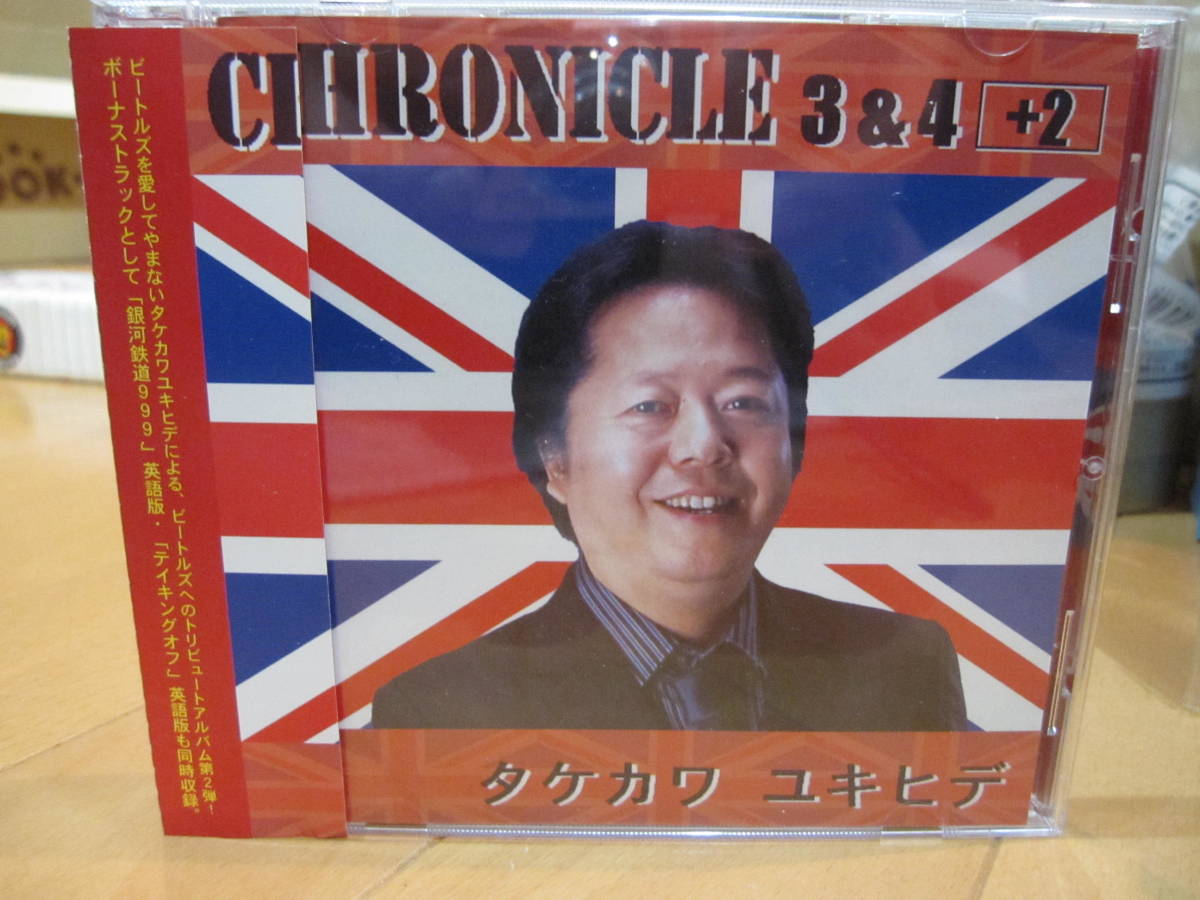 CHRONICLE 3&4 +2
ビートルズを愛してやまないタケカワユキヒデによる、ビートルズへのトリビュートアルバム第2弾!
ボーナストラックとして「銀河鉄道999」英語版・「テイキングオフ」英語版も同時収録。
タケカワ ユキヒデ